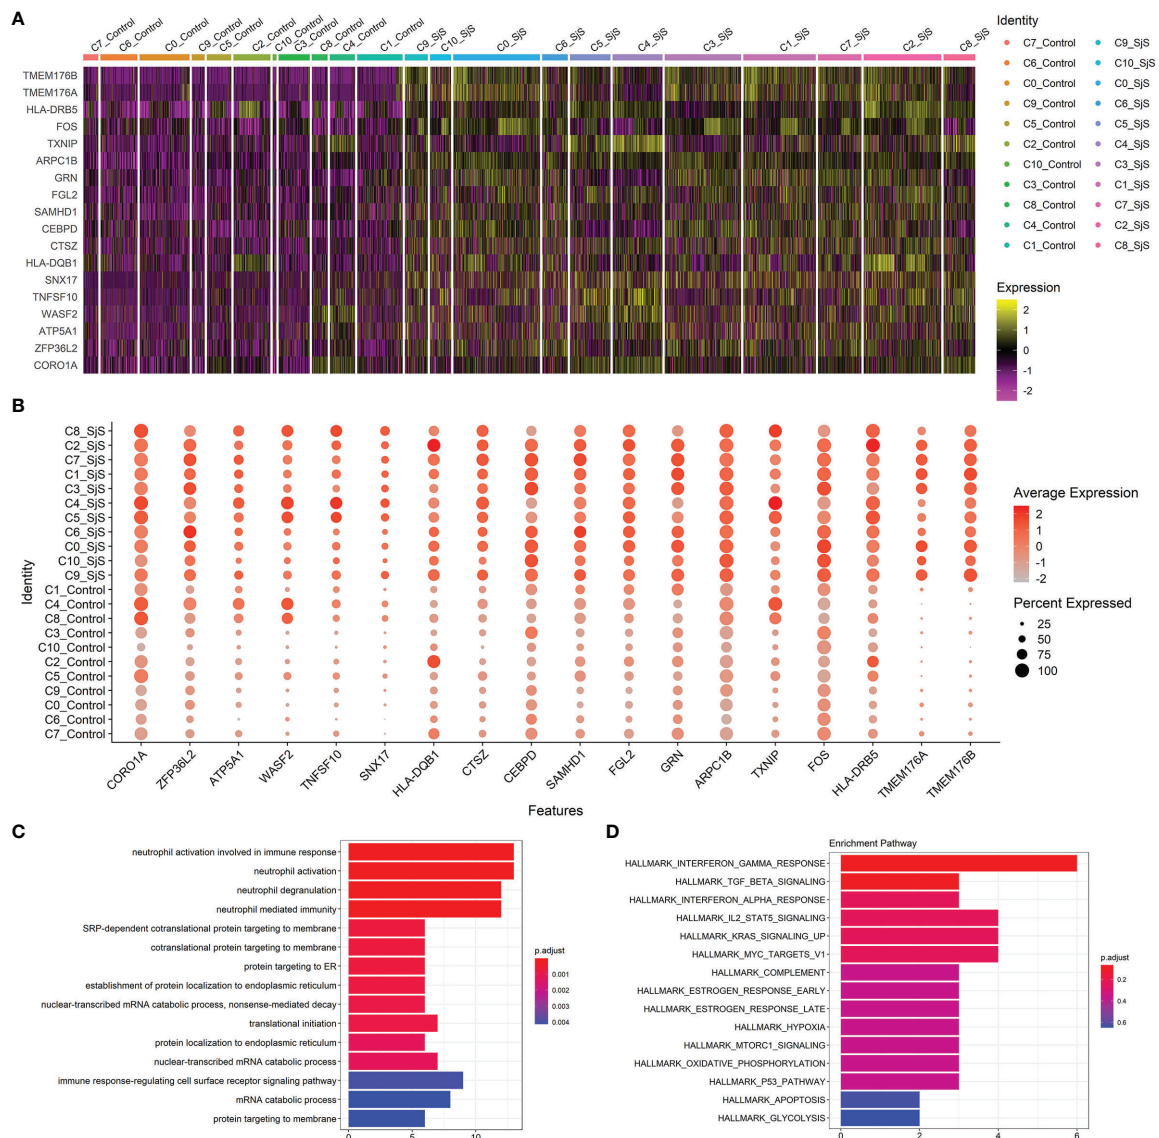 A
C7_Control
C6_Control
C0_Control
C9_Control
C5_Control
C2_Control
C10_Control
C3_Control
C8_Control
C4_Control
C1_Control
C9_SjS
C10_SjS
C0_SjS
C6_SjS
C5_SjS
C4_SjS
C3_SjS
C1_SjS
C7_SjS
C2_SjS
C8_SjS
TMEM176B
TMEM176A
HLA-DRB5
FOS
TXNIP
ARPC1B
GRN
FGL2
SAMHD1
CEBPD
CTSZ
HLA-DQB1
SNX17
TNFSF10
WASF2
ATP5A1
ZFP36L2
CORO1A
Identity
C7_Control C9_SjS
C6_Control C10_SjS
C0_Control C0_SjS
C9_Control C6_SjS
C5_Control C5_SjS
C2_Control C4_SjS
C10_Control C3_SjS
C3_Control C1_SjS
C8_Control C7_SjS
C4_Control C2_SjS
C1_Control C8_SjS
Expression
2
1
0
-1
-2
B
Identity
C8_SjS
C2_SjS
C7_SjS
C1_SjS
C3_SjS
C4_SjS
C5_SjS
C6_SjS
C0_SjS
C10_SjS
C9_SjS
C1_Control
C4_Control
C8_Control
C3_Control
C10_Control
C2_Control
C5_Control
C9_Control
C0_Control
C6_Control
C7_Control
CORO1A
ZFP36L2
ATP5A1
WASF2
TNFSF10
SNX17
HLA-DQB1
CTSZ
CEBPD
SAMHD1
FGL2
GRN
ARPC1B
TXNIP
FOS
HLA-DRB5
TMEM176A
TMEM176B
Features
Average Expression
2
1
0
-1
-2
Percent Expressed
25
50
75
100
C
neutrophil activation involved in immune response
neutrophil activation
neutrophil degranulation
neutrophil mediated immunity
SRP-dependent cotranslational protein targeting to membrane
cotranslational protein targeting to membrane
protein targeting to ER
establishment of protein localization to endoplasmic reticulum
nuclear-transcribed mRNA catabolic process, nonsense-mediated decay
translational initiation
protein localization to endoplasmic reticulum
nuclear-transcribed mRNA catabolic process
immune response-regulating cell surface receptor signaling pathway
mRNA catabolic process
protein targeting to membrane
0 5 10
p.adjust
0.001
0.002
0.003
0.004
D
Enrichment Pathway
HALLMARK_INTERFERON_GAMMA_RESPONSE
HALLMARK_TGF_BETA_SIGNALING
HALLMARK_INTERFERON_ALPHA_RESPONSE
HALLMARK_IL2_STAT5_SIGNALING
HALLMARK_KRAS_SIGNALING_UP
HALLMARK_MYC_TARGETS_V1
HALLMARK_COMPLEMENT
HALLMARK_ESTROGEN_RESPONSE_EARLY
HALLMARK_ESTROGEN_RESPONSE_LATE
HALLMARK_HYPOXIA
HALLMARK_MTORC1_SIGNALING
HALLMARK_OXIDATIVE_PHOSPHORYLATION
HALLMARK_P53_PATHWAY
HALLMARK_APOPTOSIS
HALLMARK_GLYCOLYSIS
0 2 4 6
p.adjust
0.2
0.4
0.6